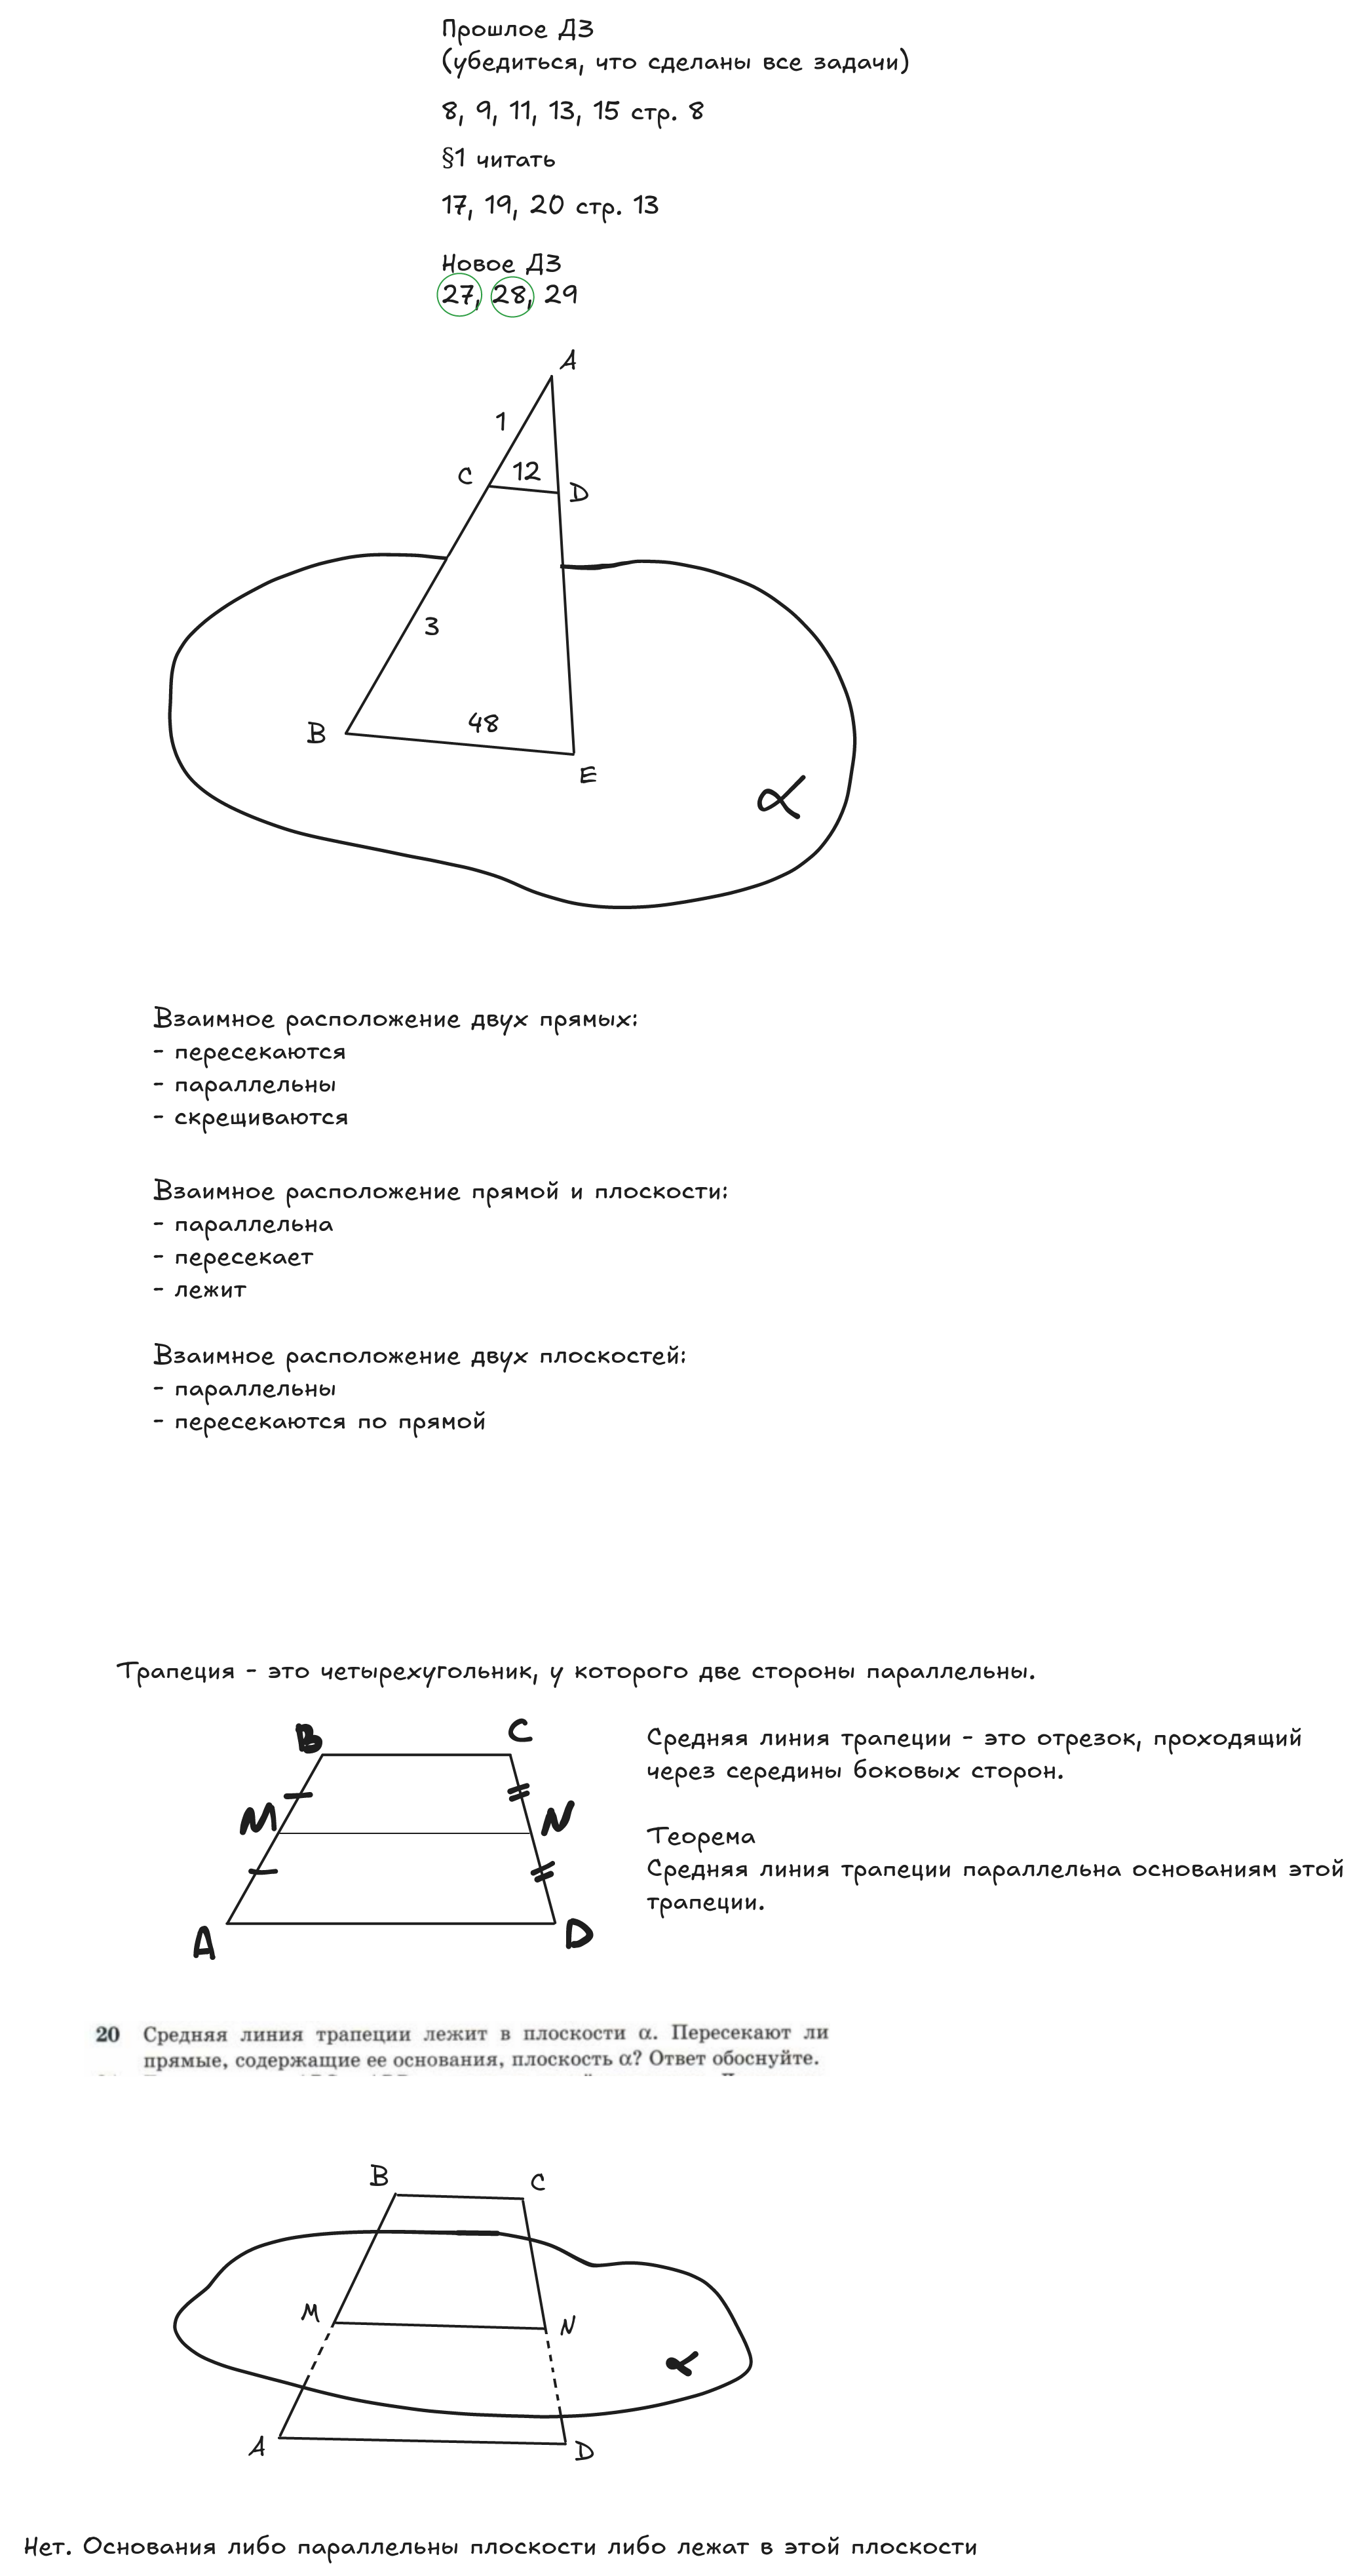 Прошлое ДЗ
(убедиться, что сделаны все задачи)
8, 9, 11, 13, 15 стр. 8
§1 читать
17, 19, 20 стр. 13
Новое ДЗ
27, 28, 29
A
1
C
12
D
3
B
48
E
α
Взаимное расположение двух прямых:
- пересекаются
- параллельны
- скрещиваются
Взаимное расположение прямой и плоскости:
- параллельна
- пересекает
- лежит
Взаимное расположение двух плоскостей:
- параллельны
- пересекаются по прямой
Трапеция - это четырехугольник, у которого две стороны параллельны.
B
C
M
N
A
D
Средняя линия трапеции - это отрезок, проходящий
через середины боковых сторон.
Теорема
Средняя линия трапеции параллельна основаниям этой
трапеции.
20 Средняя линия трапеции лежит в плоскости α. Пересекают ли
прямые, содержащие ее основания, плоскость α? Ответ обоснуйте.
B
C
M
N
α
A
D
Нет. Основания либо параллельны плоскости либо лежат в этой плоскости